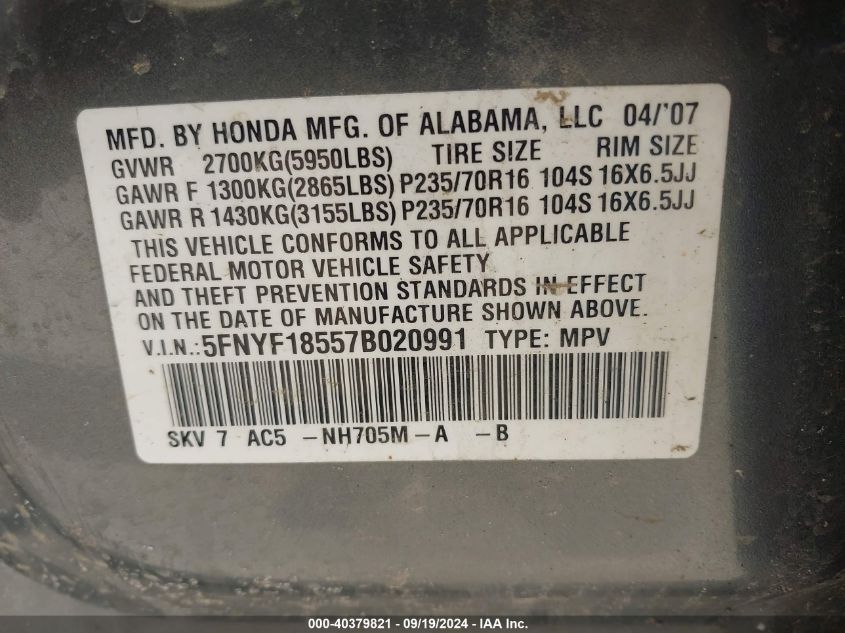 MFD. BY HONDA MFG. OF ALABAMA, LLC 04/'07
GVWR 2700KG(5950LBS) TIRE SIZE RIM SIZE
GAWR F 1300KG(2865LBS) P235/70R16 104S 16X6.5JJ
GAWR R 1430KG(3155LBS) P235/70R16 104S 16X6.5JJ
THIS VEHICLE CONFORMS TO ALL APPLICABLE
FEDERAL MOTOR VEHICLE SAFETY
AND THEFT PREVENTION STANDARDS IN EFFECT
ON THE DATE OF MANUFACTURE SHOWN ABOVE.
V.I.N.: 5FNYF18557B020991 TYPE: MPV
SKV 7 AC5 -NH705M-A -B
000-40379821 - 09/19/2024 - IAA Inc.